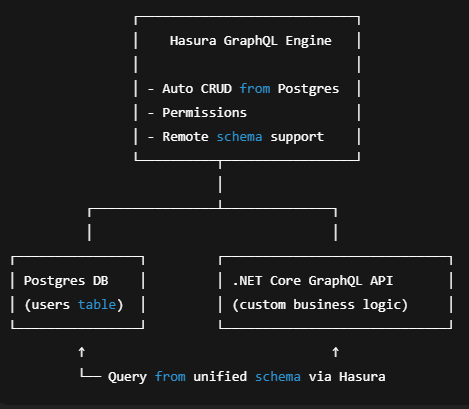 Hasura GraphQL Engine
- Auto CRUD from Postgres
- Permissions
- Remote schema support
Postgres DB
(users table)
.NET Core GraphQL API
(custom business logic)
Query from unified schema via Hasura